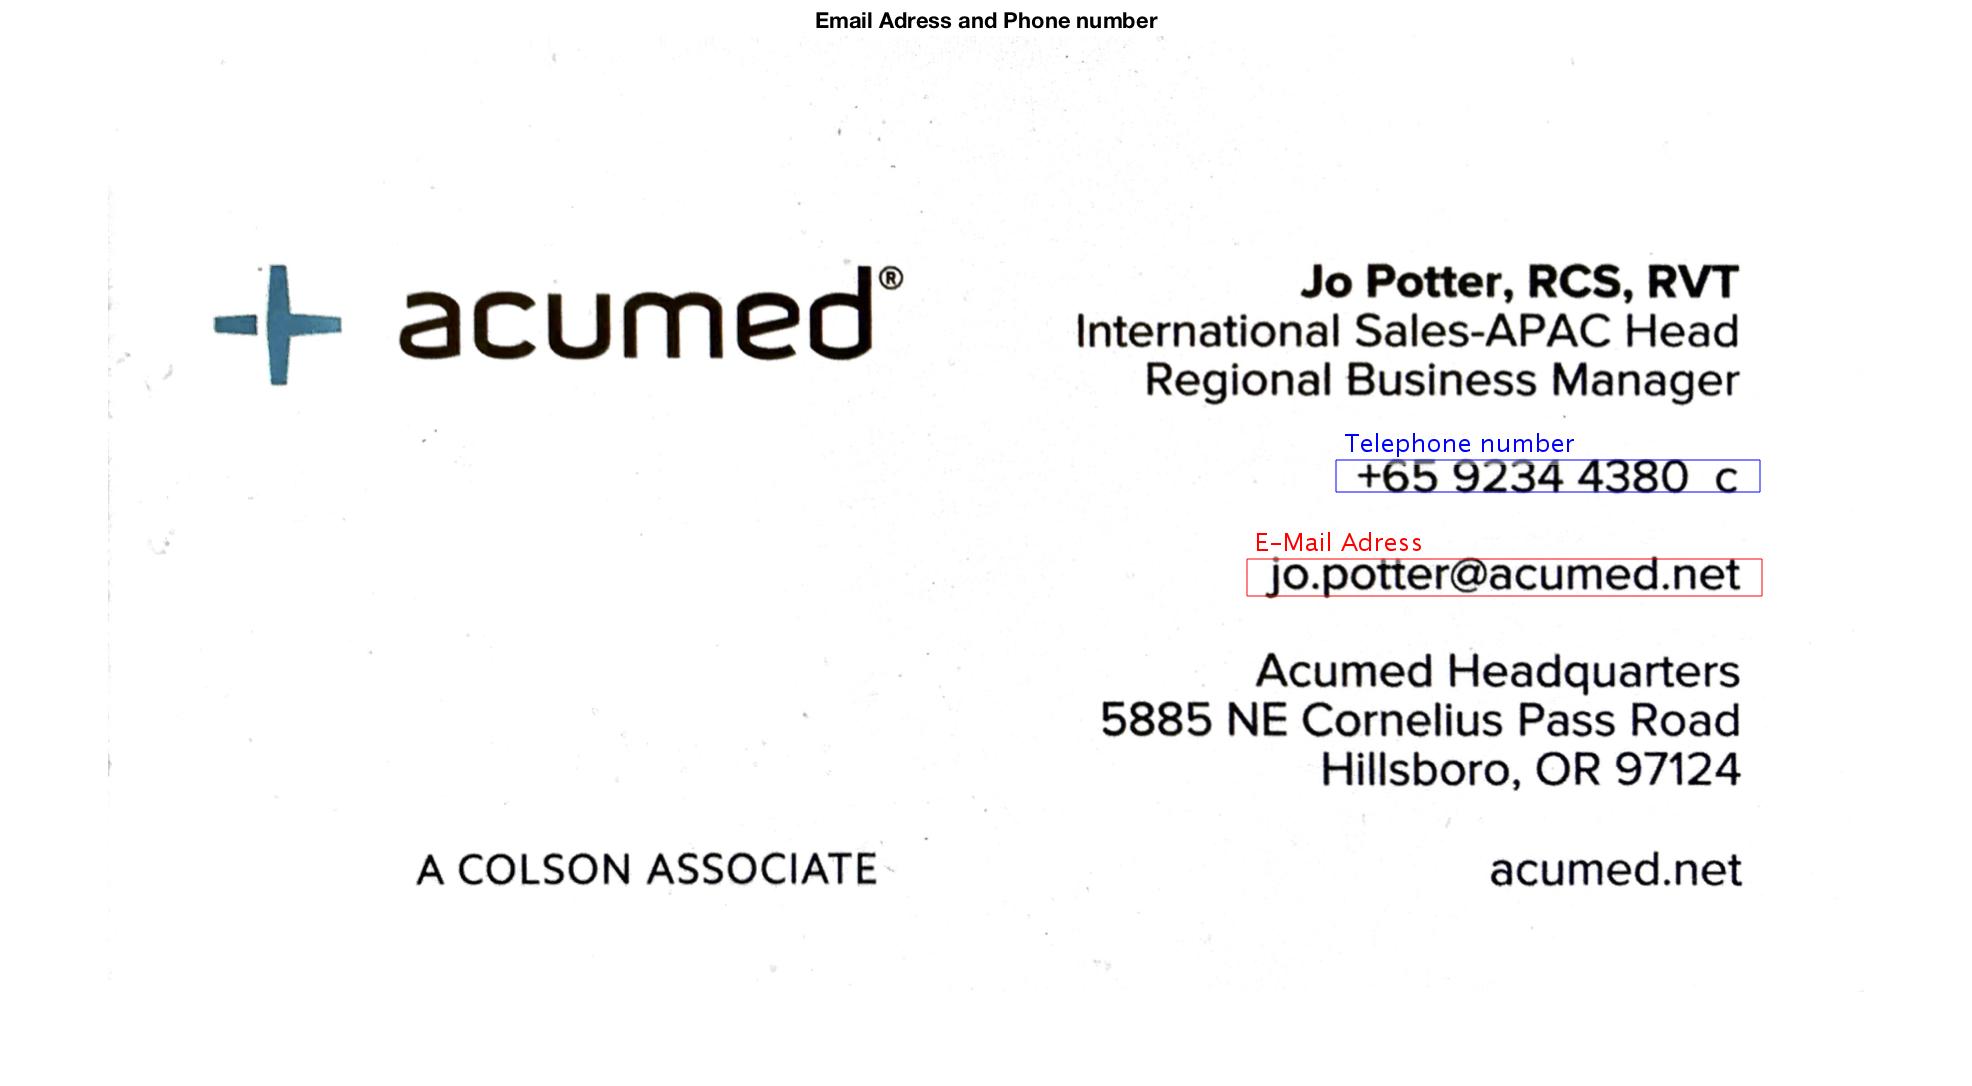 Email Adress and Phone number
acumed®
Jo Potter, RCS, RVT
International Sales-APAC Head
Regional Business Manager
Telephone number
+65 9234 4380 c
E-Mail Adress
jo.potter@acumed.net
Acumed Headquarters
5885 NE Cornelius Pass Road
Hillsboro, OR 97124
A COLSON ASSOCIATE
acumed.net